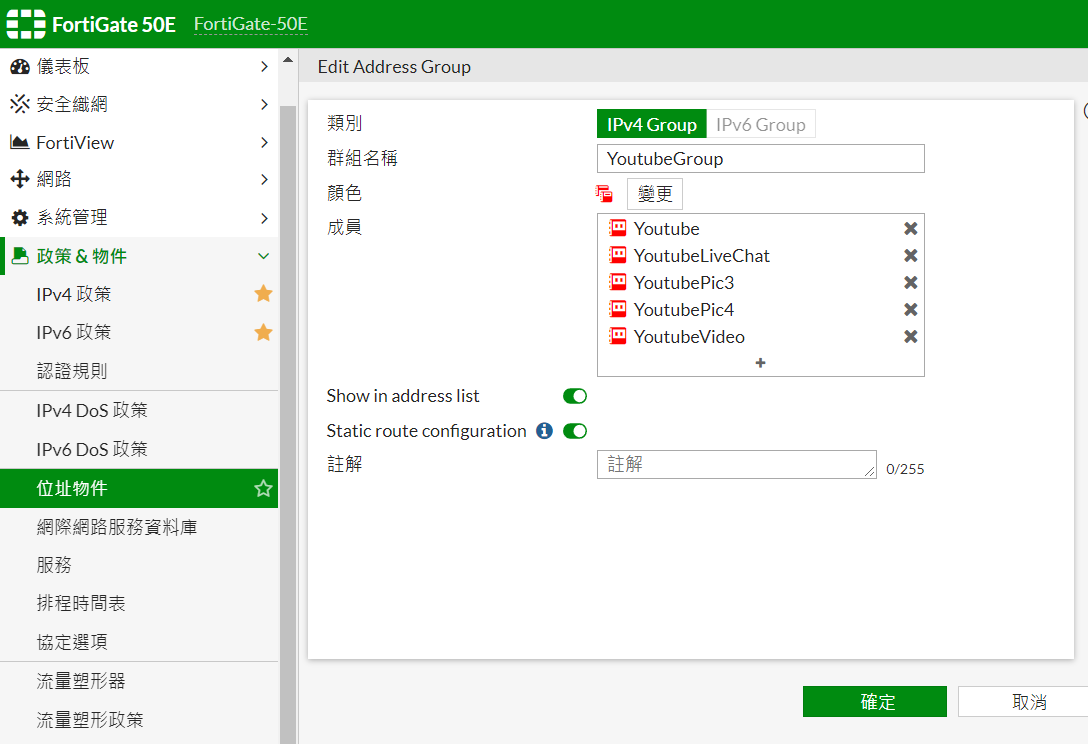 FortiGate 50E FortiGate-50E
儀表板
安全織網
FortiView
網路
系統管理
政策 & 物件
IPv4 政策
IPv6 政策
認證規則
IPv4 DoS 政策
IPv6 DoS 政策
位址物件
網際網路服務資料庫
服務
排程時間表
協定選項
流量塑形器
流量塑形政策
Edit Address Group
類別 IPv4 Group IPv6 Group
群組名稱 YoutubeGroup
顏色 變更
成員 Youtube
YoutubeLiveChat
YoutubePic3
YoutubePic4
YoutubeVideo
+
Show in address list
Static route configuration
註解 註解 0/255
確定 取消